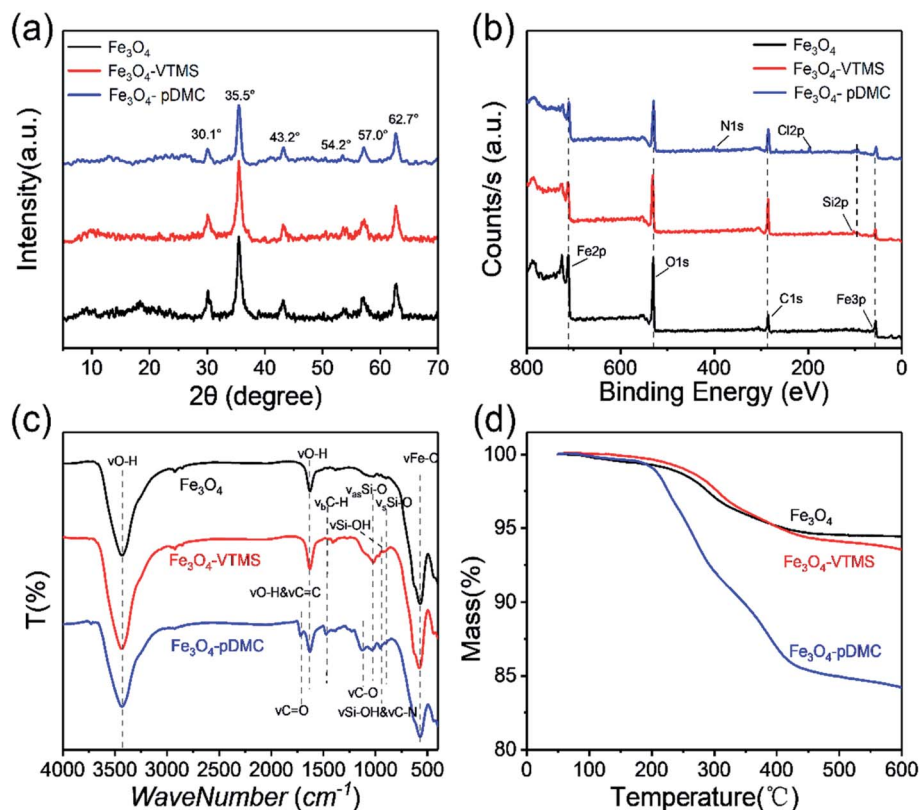 (a)
Fe₃O₄
Fe₃O₄-VTMS
Fe₃O₄- pDMC
30.1°
35.5°
43.2°
54.2°
57.0°
62.7°
Intensity(a.u.)
10 20 30 40 50 60 70
2θ (degree)
(b)
Fe₃O₄
Fe₃O₄-VTMS
Fe₃O₄- pDMC
N1s
Cl2p
Si2p
Fe2p
O1s
C1s
Fe3p
Counts/s (a.u.)
800 600 400 200 0
Binding Energy (eV)
(c)
vO-H
vO-H
vFe-O
Fe₃O₄
vₐₛSi-O
v_bC-H
vₛSi-O
vSi-OH
Fe₃O₄-VTMS
vO-H&vC=C
Fe₃O₄-pDMC
vC-O
vC=O
vSi-OH&vC-N
T(%)
4000 3500 3000 2500 2000 1500 1000 500
WaveNumber (cm⁻¹)
(d)
100
95
90
85
80
Fe₃O₄
Fe₃O₄-VTMS
Fe₃O₄-pDMC
Mass(%)
0 100 200 300 400 500 600
Temperature(℃)